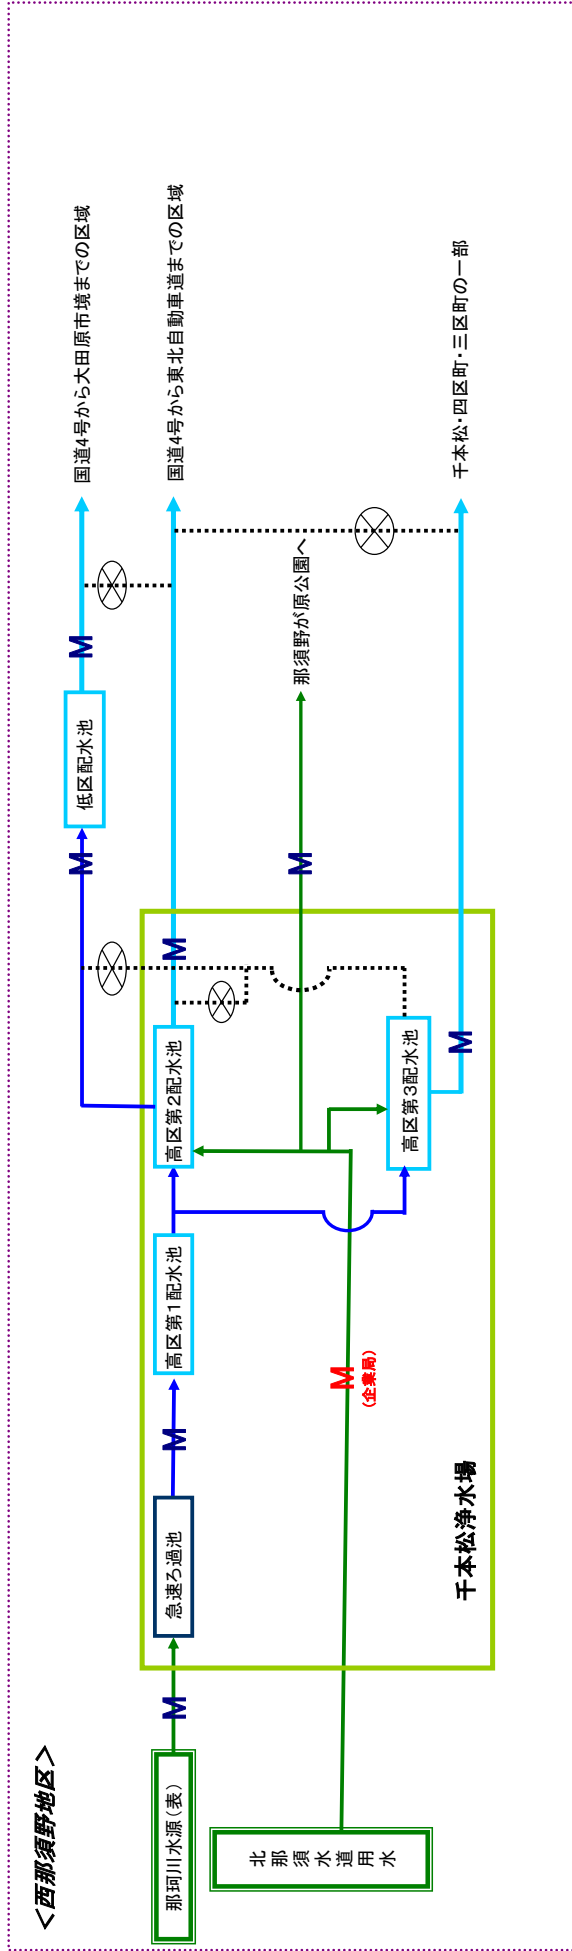 ＜西那須野地区＞
那珂川水源（表）
北那須水道用水
M
急速ろ過池
M
高区第１配水池
高区第２配水池
M
M
低区配水池
M
国道4号から大田原市境までの区域
国道4号から東北自動車道までの区域
M
那須野が原公園へ
M
(企業局)
高区第３配水池
M
千本松・四区町・三区町の一部
千本松浄水場